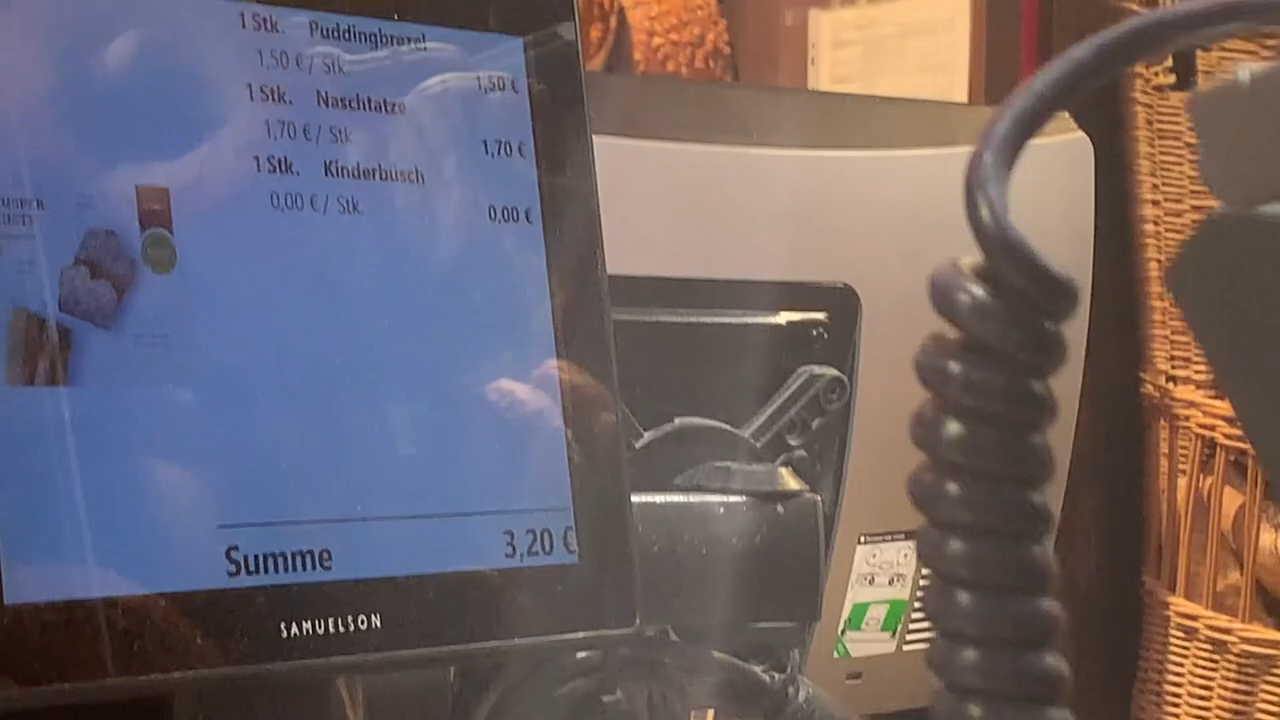 1 Stk. Puddingbrezel
1,50 € / Stk
1,50 €
1 Stk. Naschtatze
1,70 € / Stk
1,70 €
1 Stk. Kinderbusch
0,00 € / Stk.
0,00 €
Summe 3,20 €
SAMUELSON